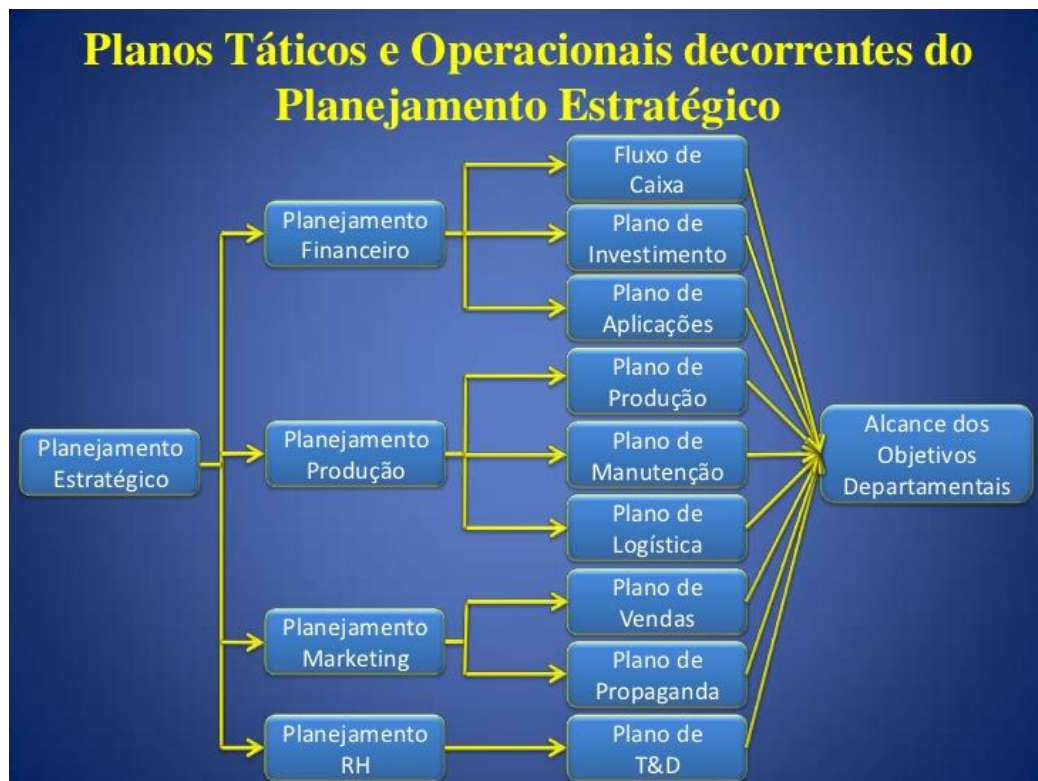 Planos Táticos e Operacionais decorrentes do
Planejamento Estratégico
Planejamento
Estratégico
Planejamento
Financeiro
Planejamento
Produção
Planejamento
Marketing
Planejamento
RH
Fluxo de
Caixa
Plano de
Investimento
Plano de
Aplicações
Plano de
Produção
Plano de
Manutenção
Plano de
Logística
Plano de
Vendas
Plano de
Propaganda
Plano de
T&D
Alcance dos
Objetivos
Departamentais